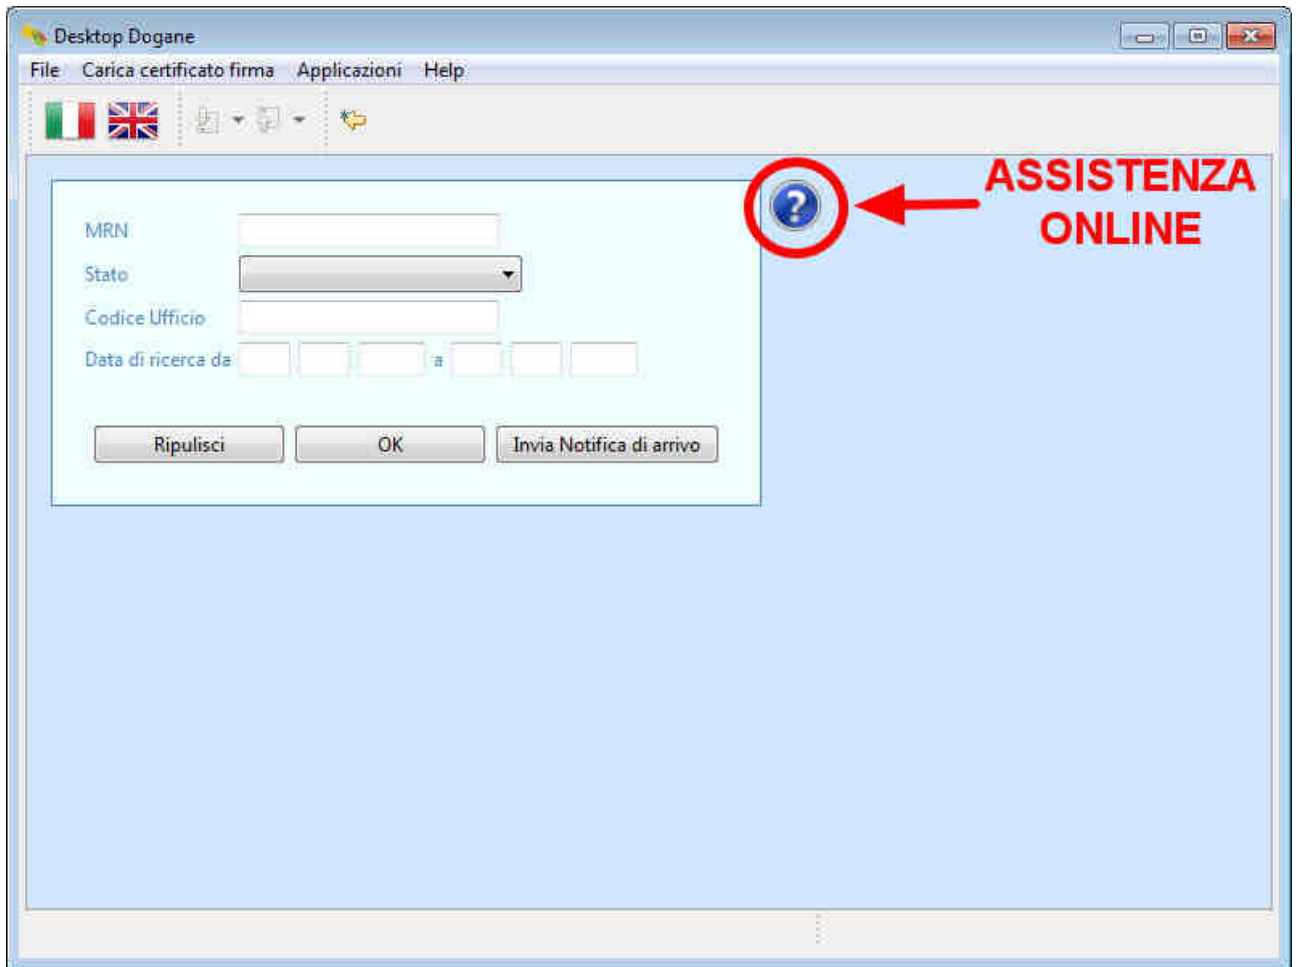 Desktop Dogane
File Carica certificato firma Applicazioni Help
ASSISTENZA
ONLINE
MRN
Stato
Codice Ufficio
Data di ricerca da a
Ripulisci OK Invia Notifica di arrivo